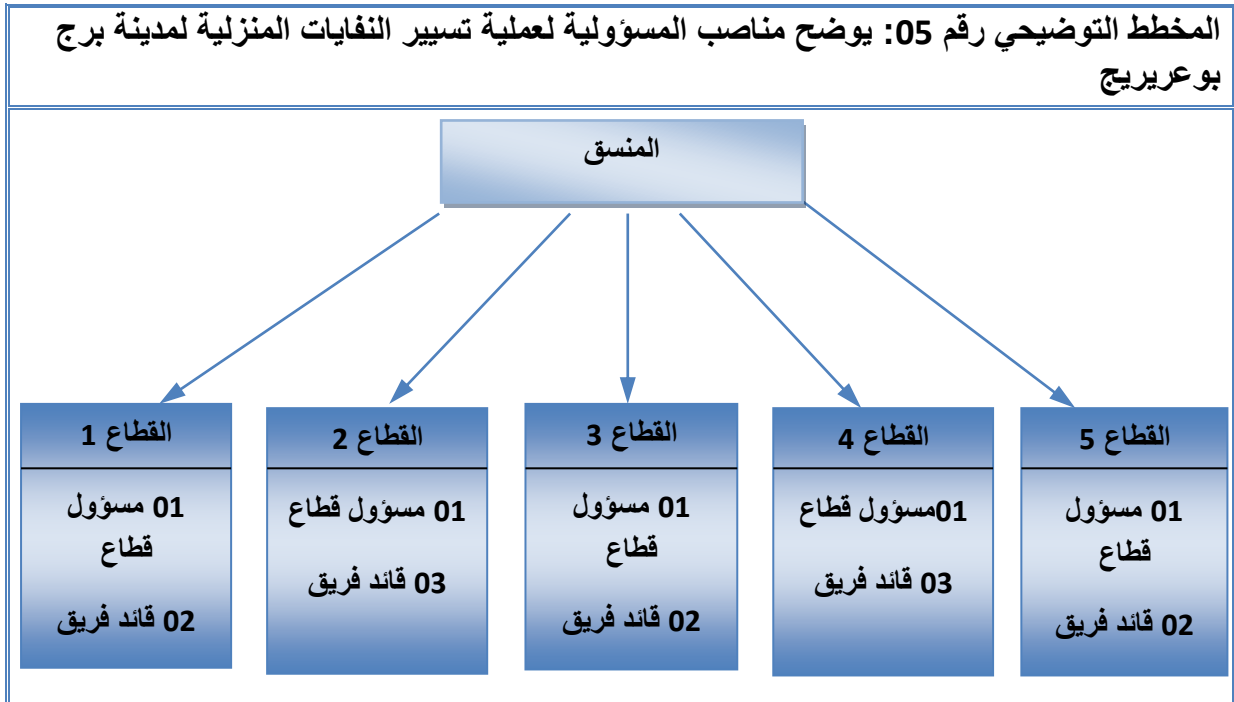 المخطط التوضيحي رقم 05: يوضح مناصب المسؤولية لعملية تسيير النفايات المنزلية لمدينة برج
بوعريريج
المنسق
القطاع 1
01 مسؤول
قطاع
02 قائد فريق
القطاع 2
01 مسؤول قطاع
03 قائد فريق
القطاع 3
01 مسؤول
قطاع
02 قائد فريق
القطاع 4
01مسؤول قطاع
03 قائد فريق
القطاع 5
01 مسؤول
قطاع
02 قائد فريق